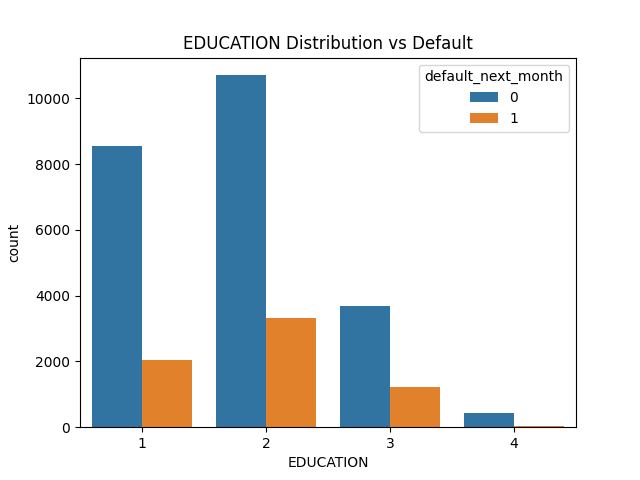 EDUCATION Distribution vs Default
default_next_month
0
1
10000
8000
6000
4000
2000
0
count
1 2 3 4
EDUCATION